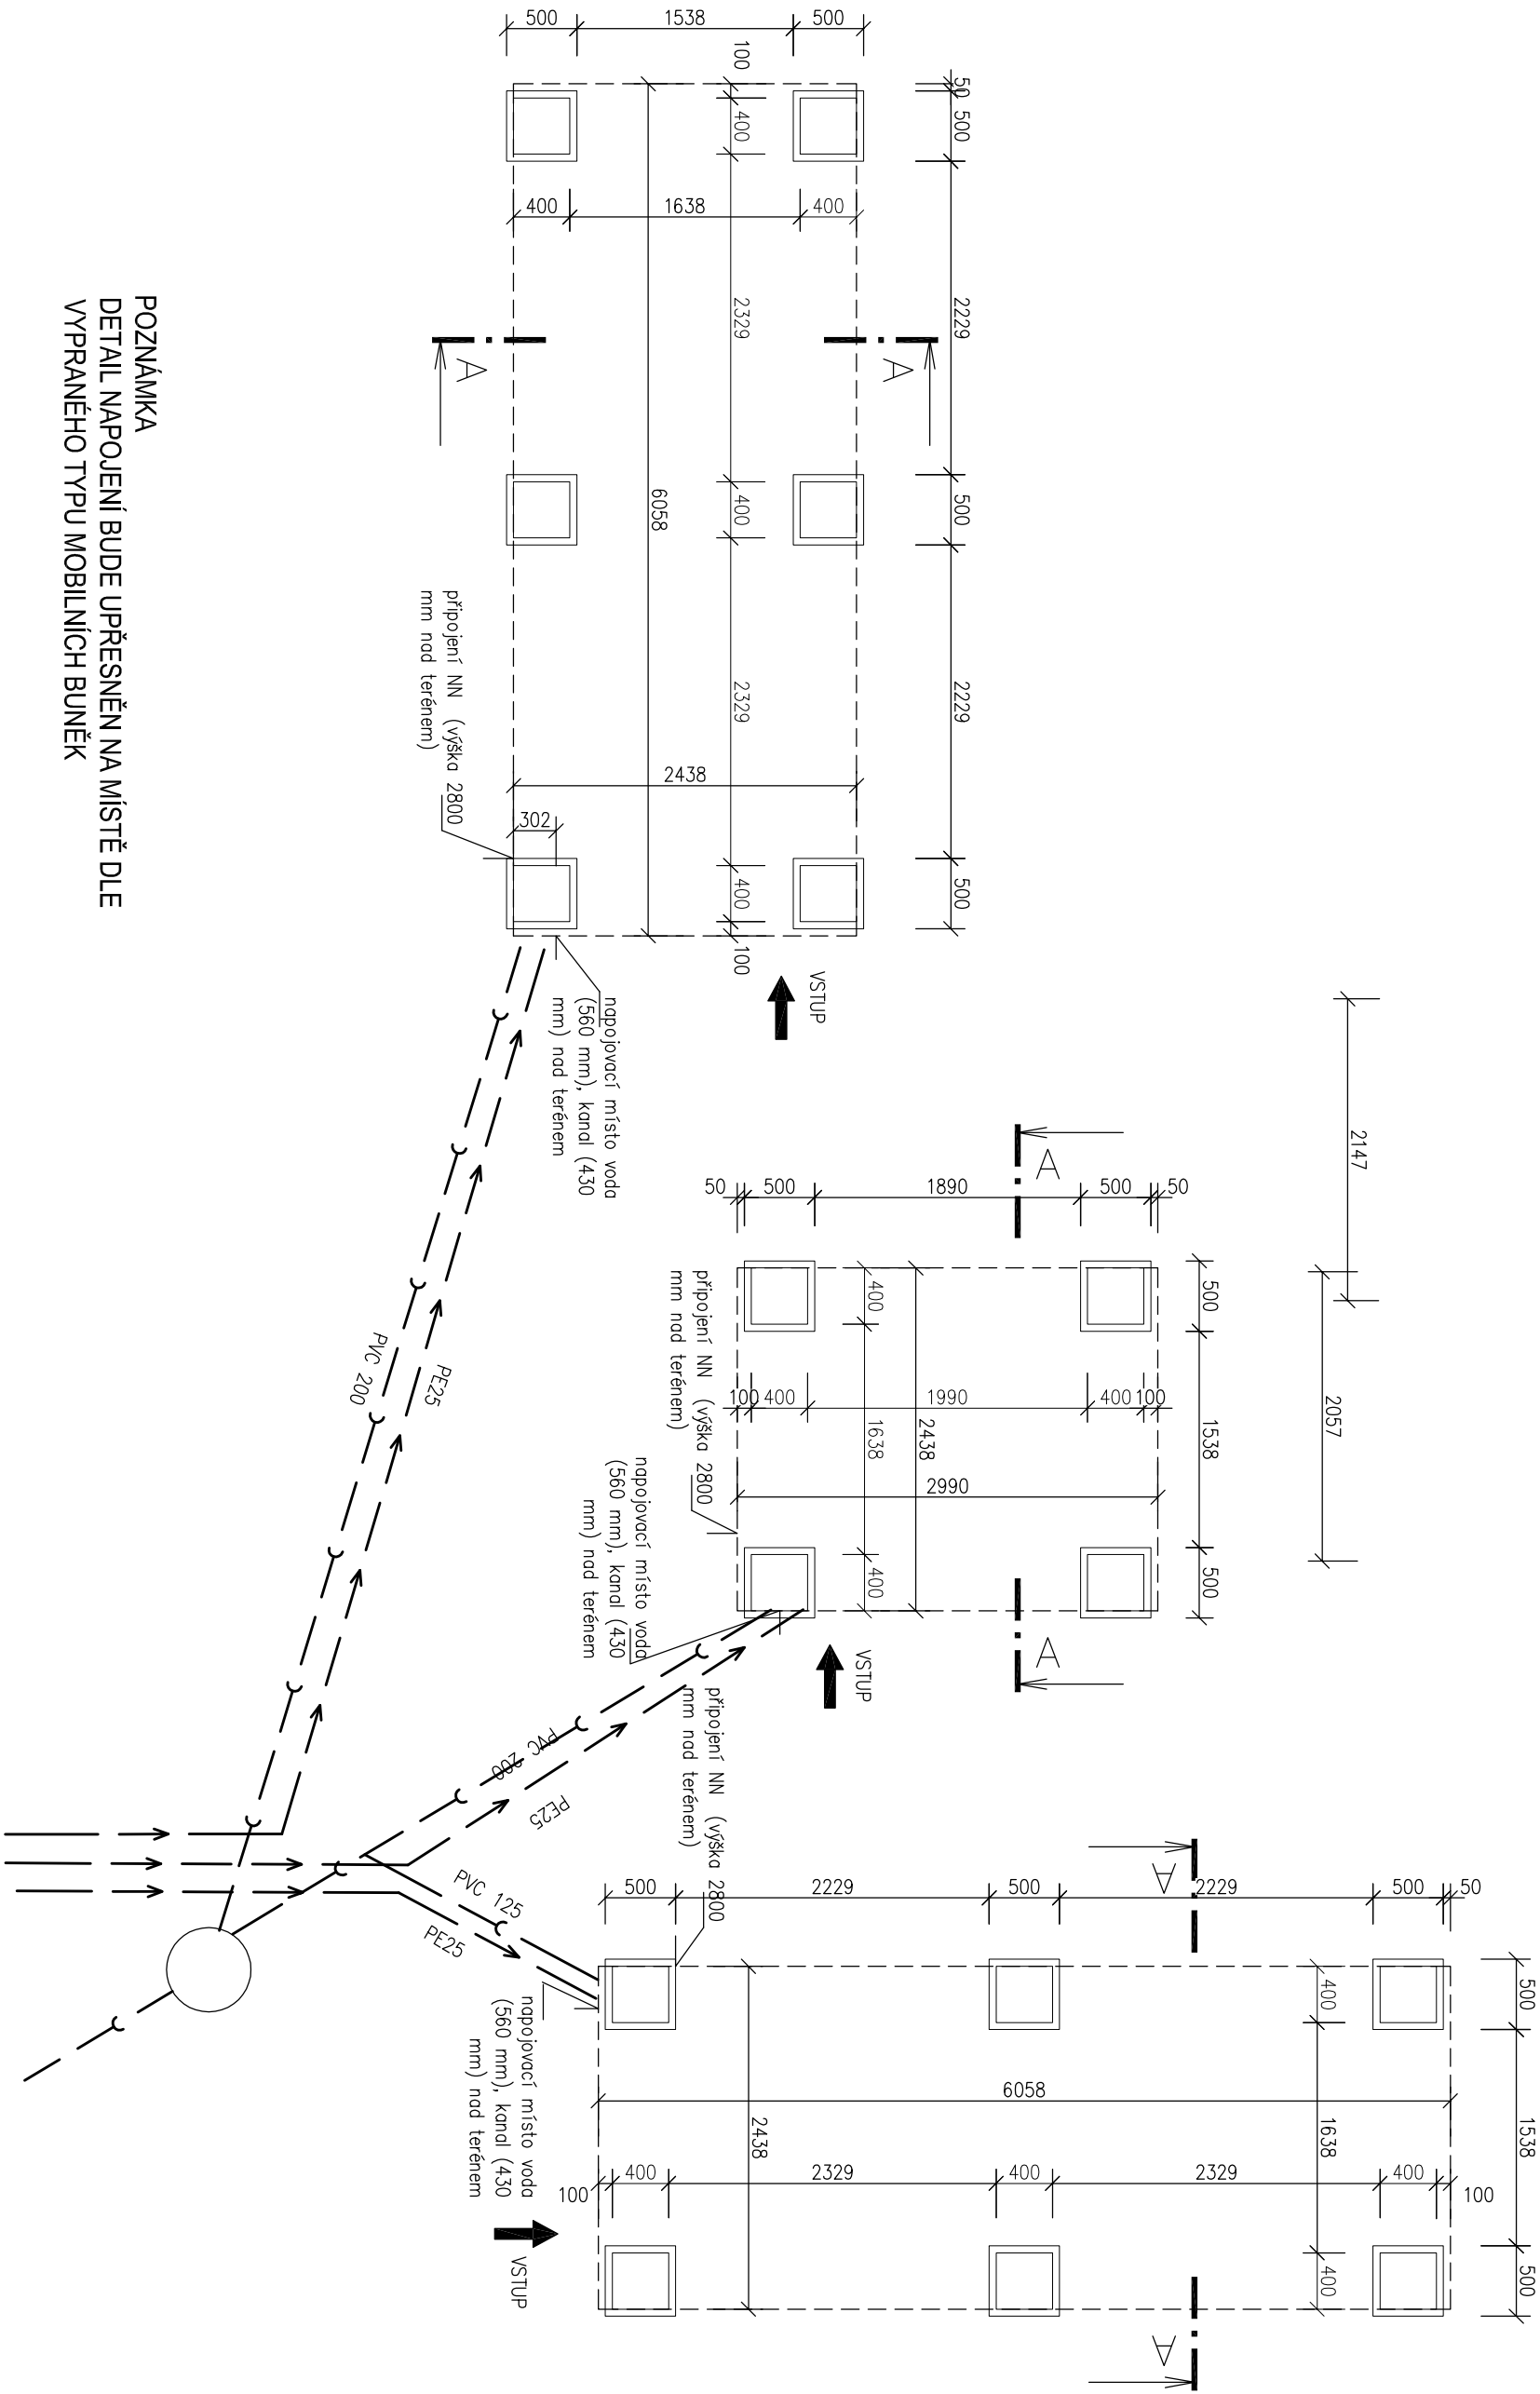 500
1538
500
100
50
500
400
400
1638
400
2329
2229
A
A
6058
400
500
2329
2229
připojení NN (výška 2800
mm nad terénem)
2438
302
400
500
100
VSTUP
napojovací místo voda
(560 mm), kanal (430
mm) nad terénem
POZNÁMKA
DETAIL NAPOJENÍ BUDE UPŘESNĚN NA MÍSTĚ DLE
VYPRANÉHO TYPU MOBILNÍCH BUNĚK
2147
2057
A
50
500
1890
500
50
400
500
připojení NN (výška 2800
mm nad terénem)
100
400
1990
400
100
1638
2438
1538
2990
400
500
napojovací místo voda
(560 mm), kanal (430
mm) nad terénem
A
VSTUP
PVC 200
PE25
PVC 200
PE25
PVC 125
PE25
připojení NN (výška 2800
mm nad terénem)
A
500
2229
500
2229
500
50
400
500
napojovací místo voda
(560 mm), kanal (430
mm) nad terénem
6058
2438
1638
1538
100
400
2329
400
2329
400
100
VSTUP
400
500
A